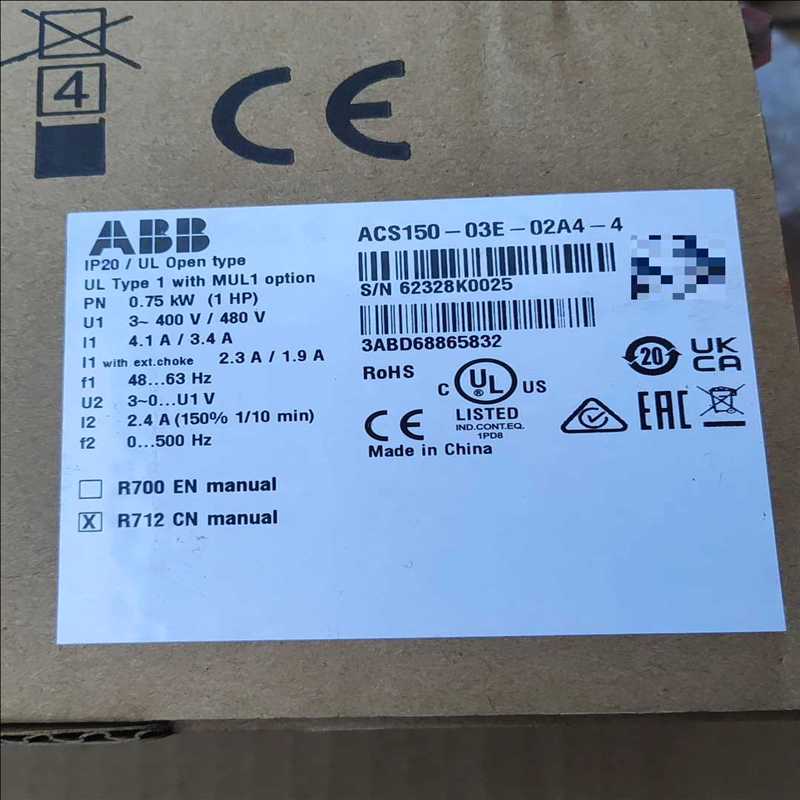 4
CE
ABB
IP20 / UL Open type
UL Type 1 with MUL1 option
PN 0.75 kW (1 HP)
U1 3~ 400 V / 480 V
I1 4.1 A / 3.4 A
I1 with ext.choke 2.3 A / 1.9 A
f1 48...63 Hz
U2 3~0...U1 V
I2 2.4 A (150% 1/10 min)
f2 0...500 Hz
R700 EN manual
X R712 CN manual
ACS150-03E-02A4-4
S/N 62328K0025
3ABD68865832
RoHS
C UL US
LISTED
IND.CONT.EQ.
1PD8
CE
Made in China
20
UK
CA
EAC